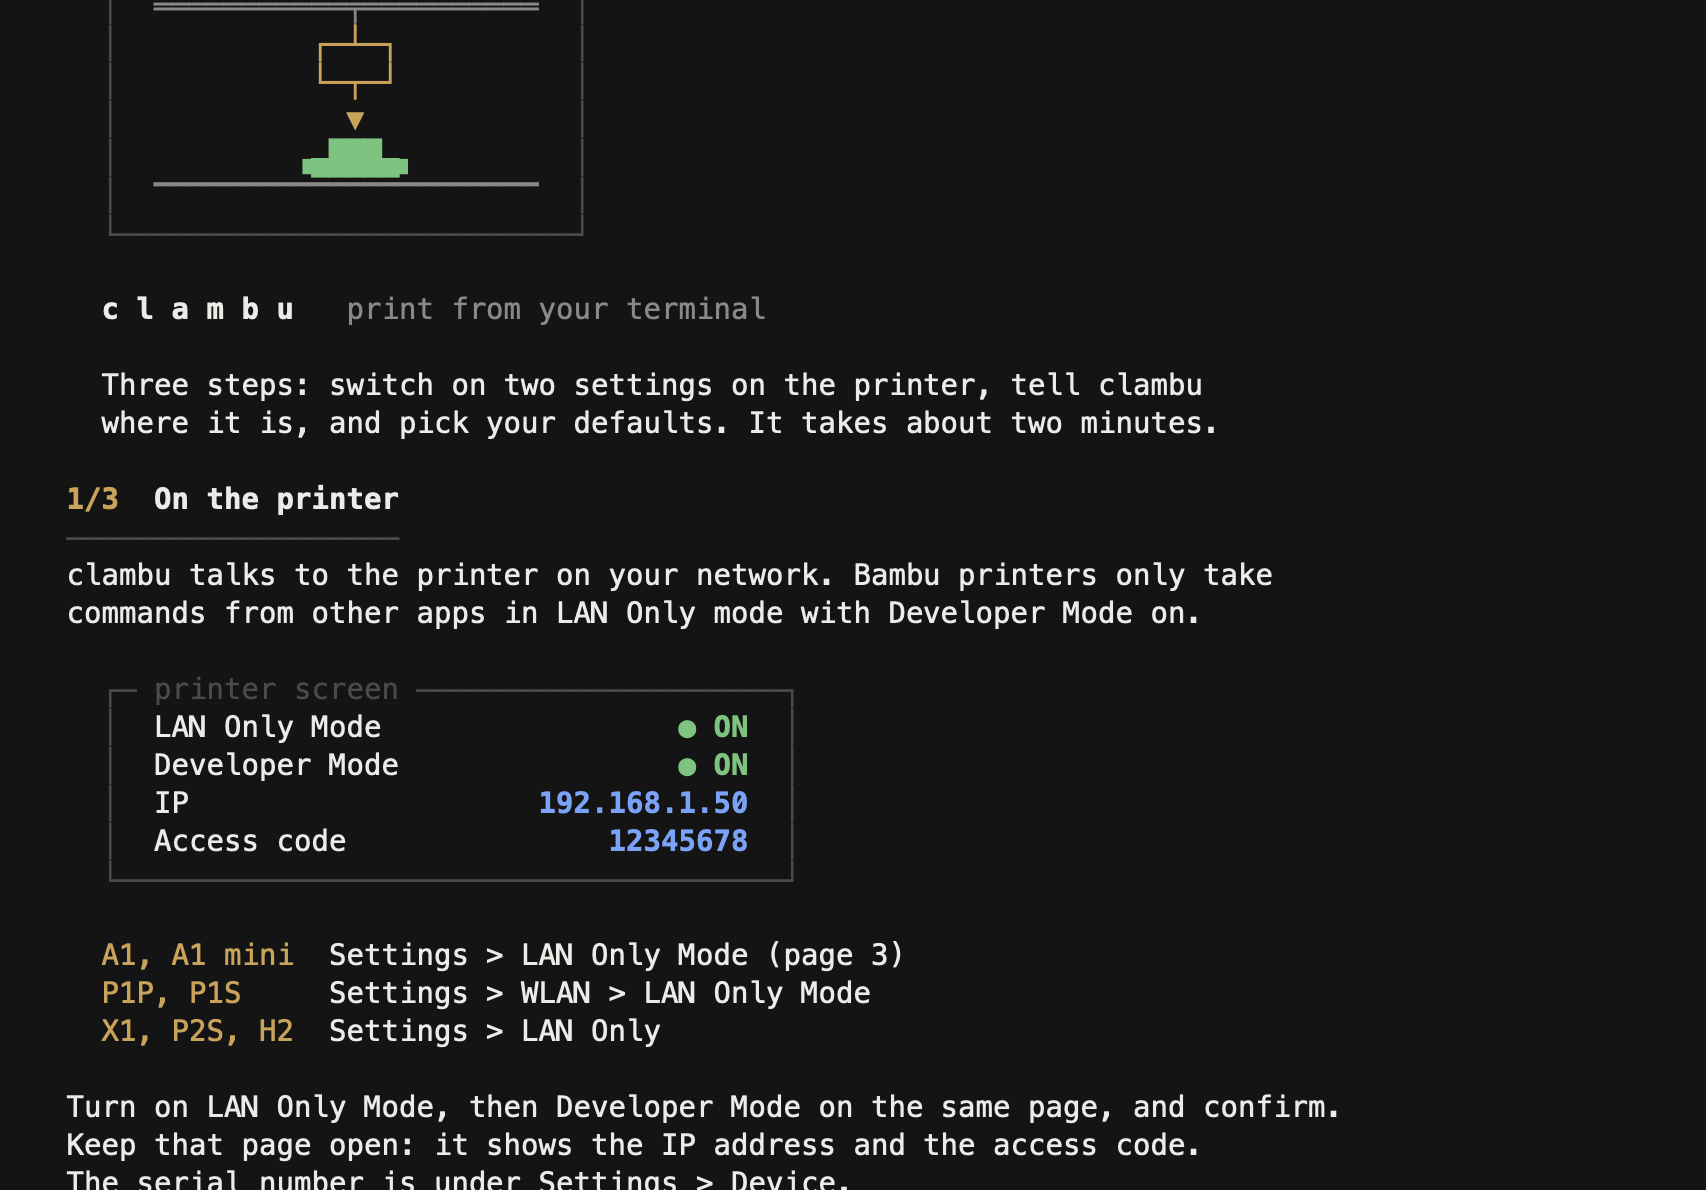 clambu print from your terminal
Three steps: switch on two settings on the printer, tell clambu
where it is, and pick your defaults. It takes about two minutes.
1/3 On the printer
clambu talks to the printer on your network. Bambu printers only take
commands from other apps in LAN Only mode with Developer Mode on.
printer screen
LAN Only Mode ● ON
Developer Mode ● ON
IP 192.168.1.50
Access code 12345678
A1, A1 mini Settings > LAN Only Mode (page 3)
P1P, P1S Settings > WLAN > LAN Only Mode
X1, P2S, H2 Settings > LAN Only
Turn on LAN Only Mode, then Developer Mode on the same page, and confirm.
Keep that page open: it shows the IP address and the access code.
The serial number is under Settings > Device.